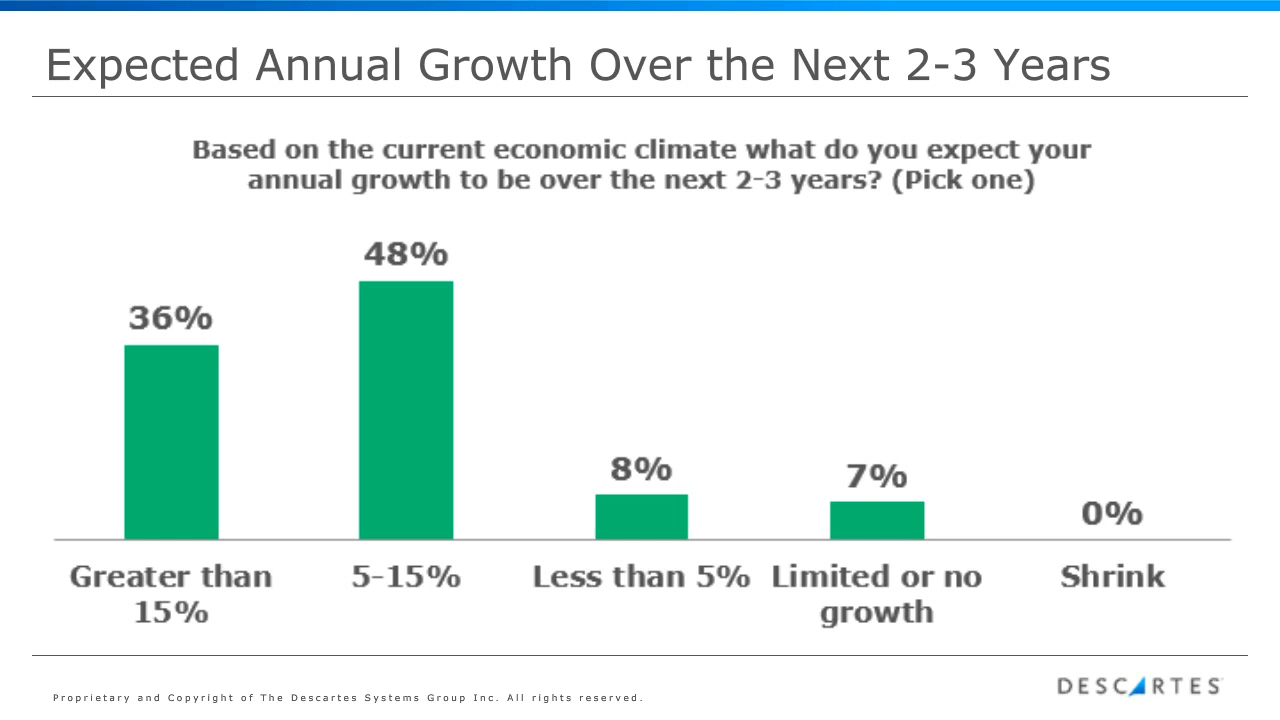 Expected Annual Growth Over the Next 2-3 Years
Based on the current economic climate what do you expect your
annual growth to be over the next 2-3 years? (Pick one)
36%
48%
8%
7%
0%
Greater than
15%
5-15%
Less than 5%
Limited or no
growth
Shrink
Proprietary and Copyright of The Descartes Systems Group Inc. All rights reserved.
DESCARTES